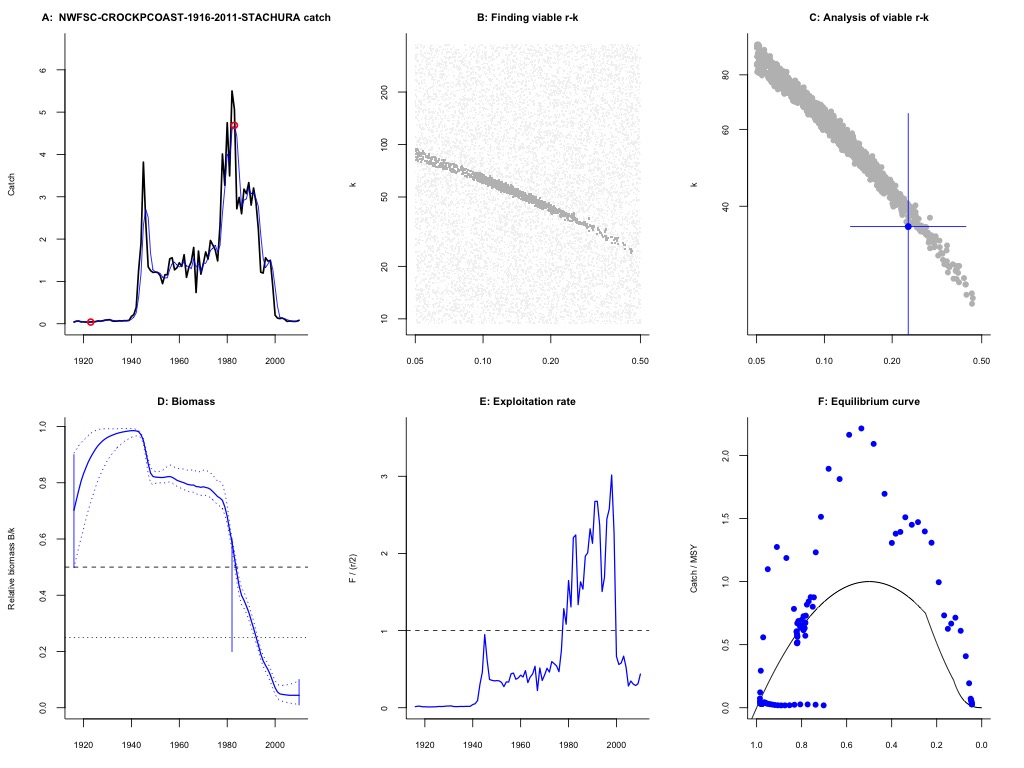 A: NWFSC-CROCKPCOAST-1916-2011-STACHURA catch
B: Finding viable r-k
C: Analysis of viable r-k
Catch
0 1 2 3 4 5 6
1920 1940 1960 1980 2000
k
10 20 50 100 200
0.05 0.10 0.20 0.50
k
40 60 80
0.05 0.10 0.20 0.50
D: Biomass
E: Exploitation rate
F: Equilibrium curve
Relative biomass B/k
0.0 0.2 0.4 0.6 0.8 1.0
1920 1940 1960 1980 2000
F / (r/2)
0 1 2 3
1920 1940 1960 1980 2000
Catch / MSY
0.0 0.5 1.0 1.5 2.0
1.0 0.8 0.6 0.4 0.2 0.0